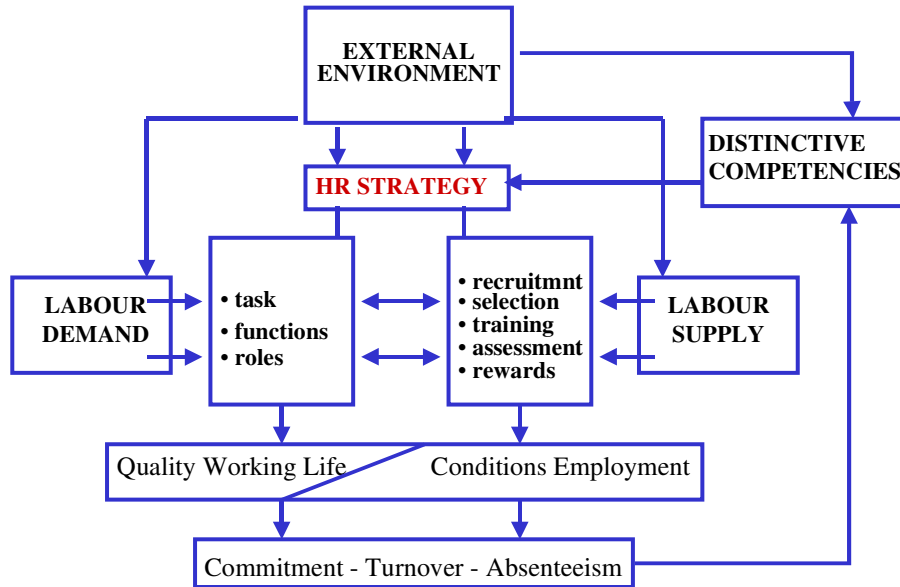 EXTERNAL
ENVIRONMENT
DISTINCTIVE
COMPETENCIES
HR STRATEGY
LABOUR
DEMAND
• task
• functions
• roles
• recruitmnt
• selection
• training
• assessment
• rewards
LABOUR
SUPPLY
Quality Working Life
Conditions Employment
Commitment - Turnover - Absenteeism